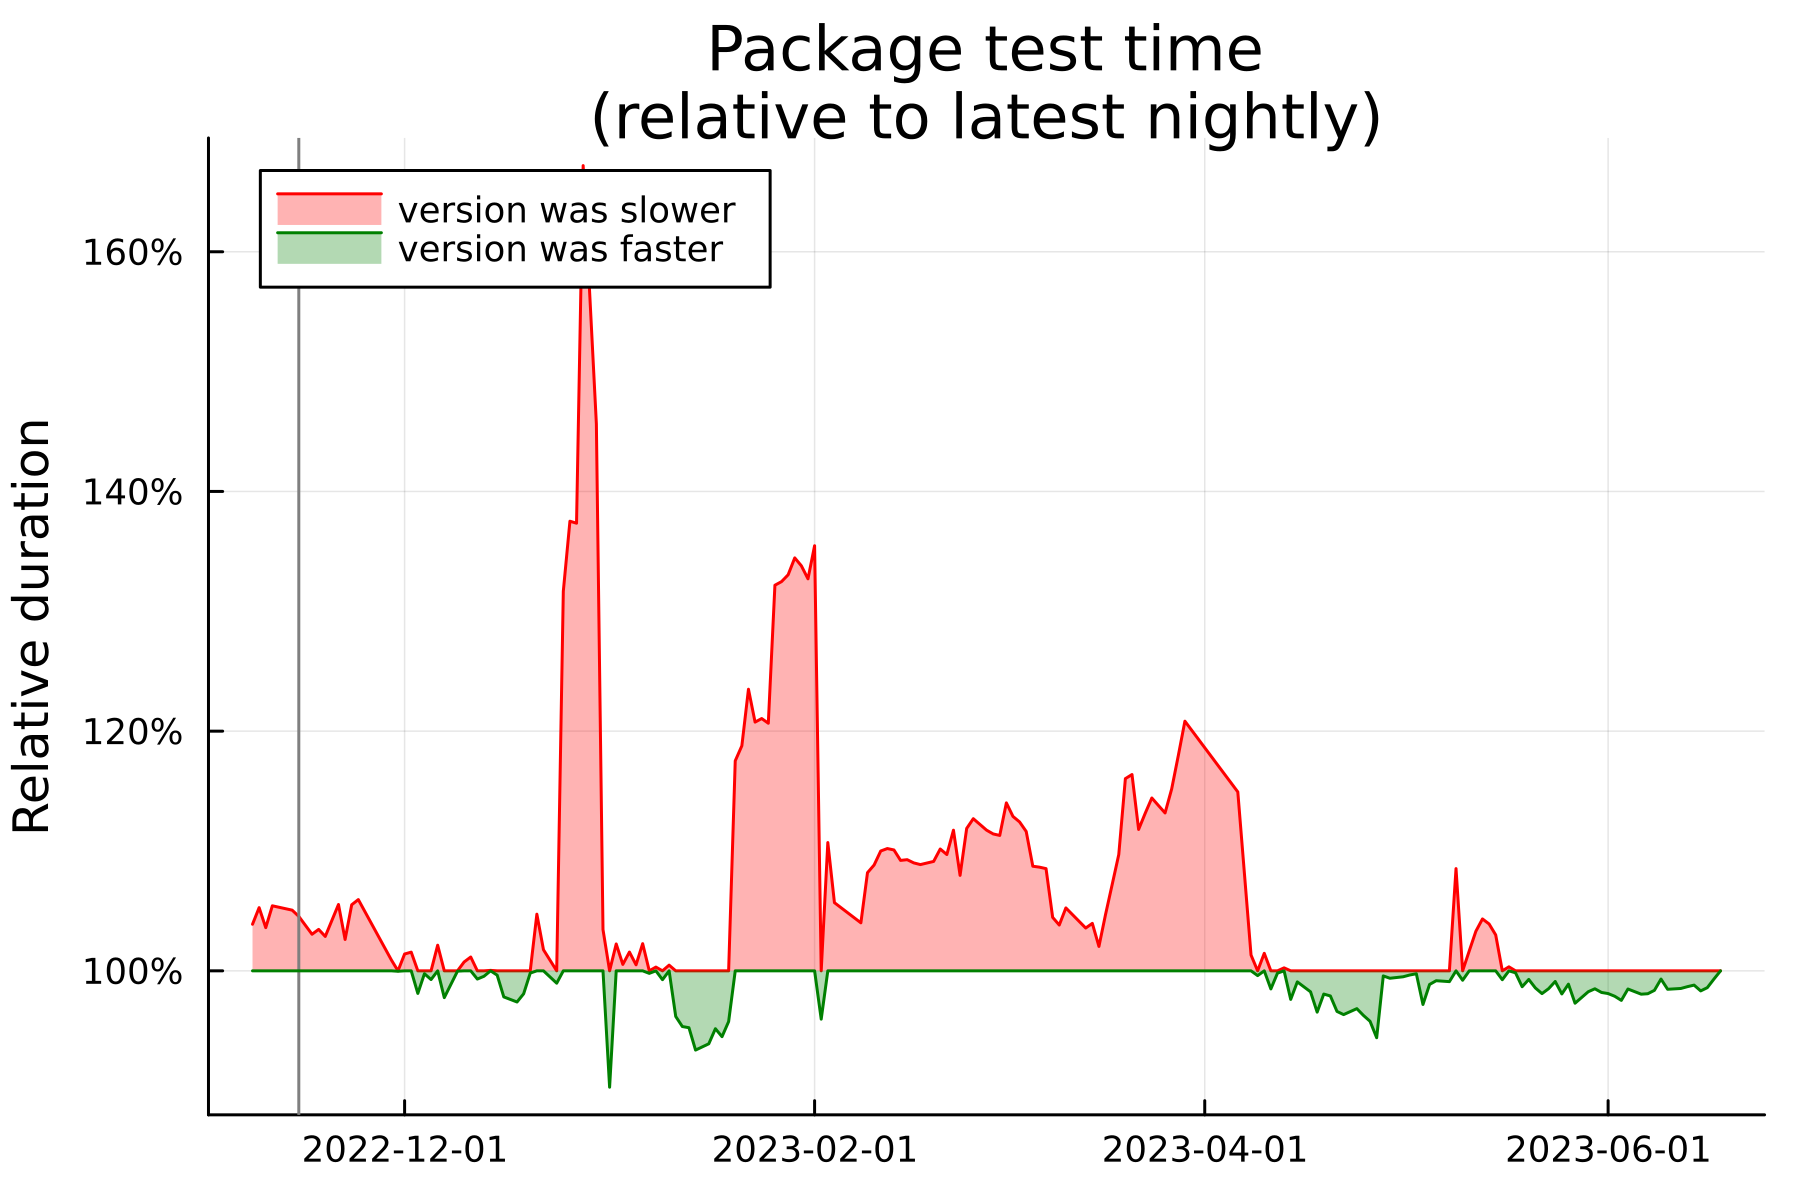 Package test time
(relative to latest nightly)
version was slower
version was faster
160%
140%
120%
100%
Relative duration
2022-12-01
2023-02-01
2023-04-01
2023-06-01